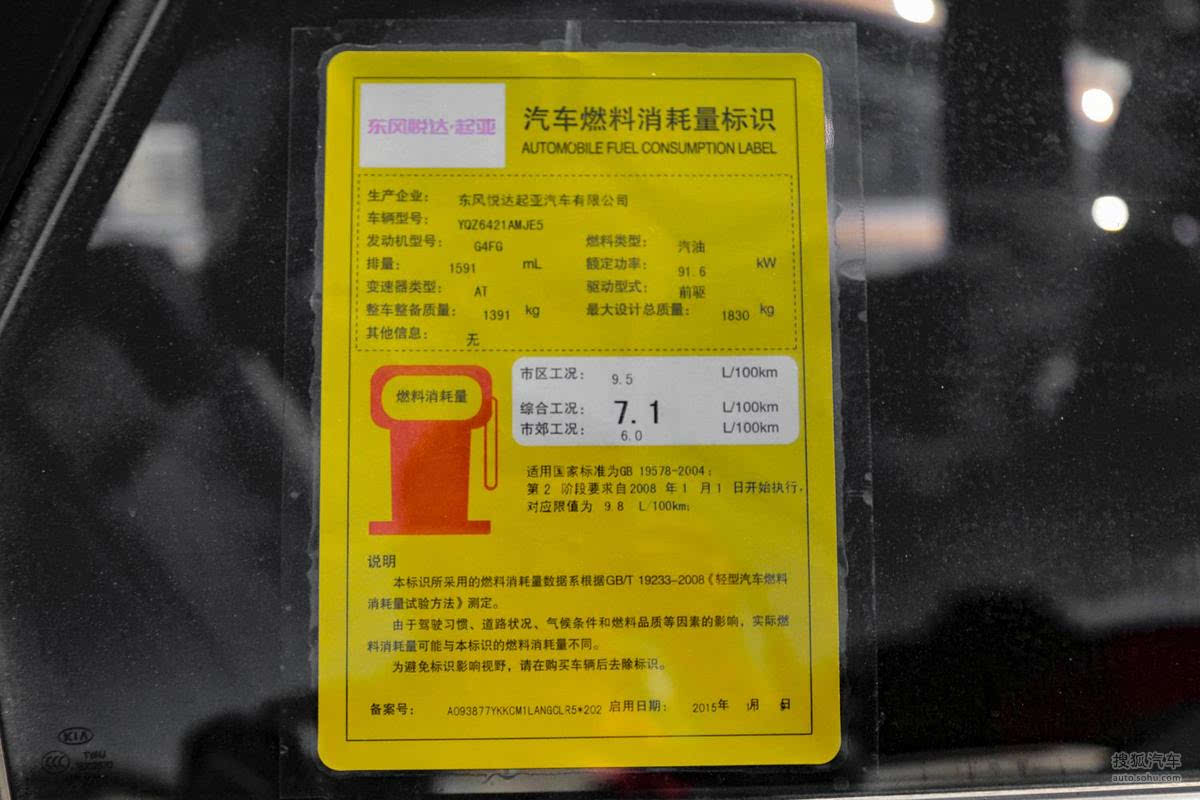 东风悦达·起亚
汽车燃料消耗量标识
AUTOMOBILE FUEL CONSUMPTION LABEL
生产企业: 东风悦达起亚汽车有限公司
车辆型号: YQZ6421AMJE5
发动机型号: G4FG 燃料类型: 汽油
排量: 1591 mL 额定功率: 91.6 kW
变速器类型: AT 驱动型式: 前驱
整车整备质量: 1391 kg 最大设计总质量: 1830 kg
其他信息: 无
燃料消耗量
市区工况: 9.5 L/100km
综合工况: 7.1 L/100km
市郊工况: 6.0 L/100km
适用国家标准为GB 19578-2004;
第2 阶段要求自2008 年1 月1 日开始执行,
对应限值为 9.8 L/100km;
说明
本标识所采用的燃料消耗量数据系根据GB/T 19233-2008《轻型汽车燃料
消耗量试验方法》测定。
由于驾驶习惯、道路状况、气候条件和燃料品质等因素的影响,实际燃
料消耗量可能与本标识的燃料消耗量不同。
为避免标识影响视野,请在购买车辆后去除标识。
备案号: A093877YKKCM1LANGCLR5*202 启用日期: 2015年 月 日
KIA
CCC
搜狐汽车
auto.sohu.com